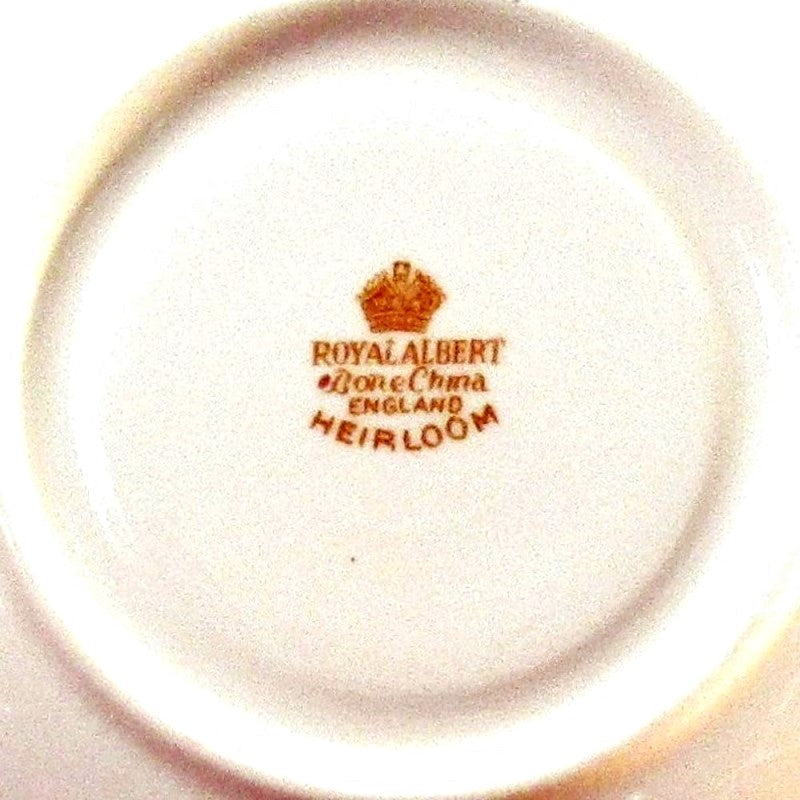 ROYAL ALBERT
Bone China
ENGLAND
HEIRLOOM